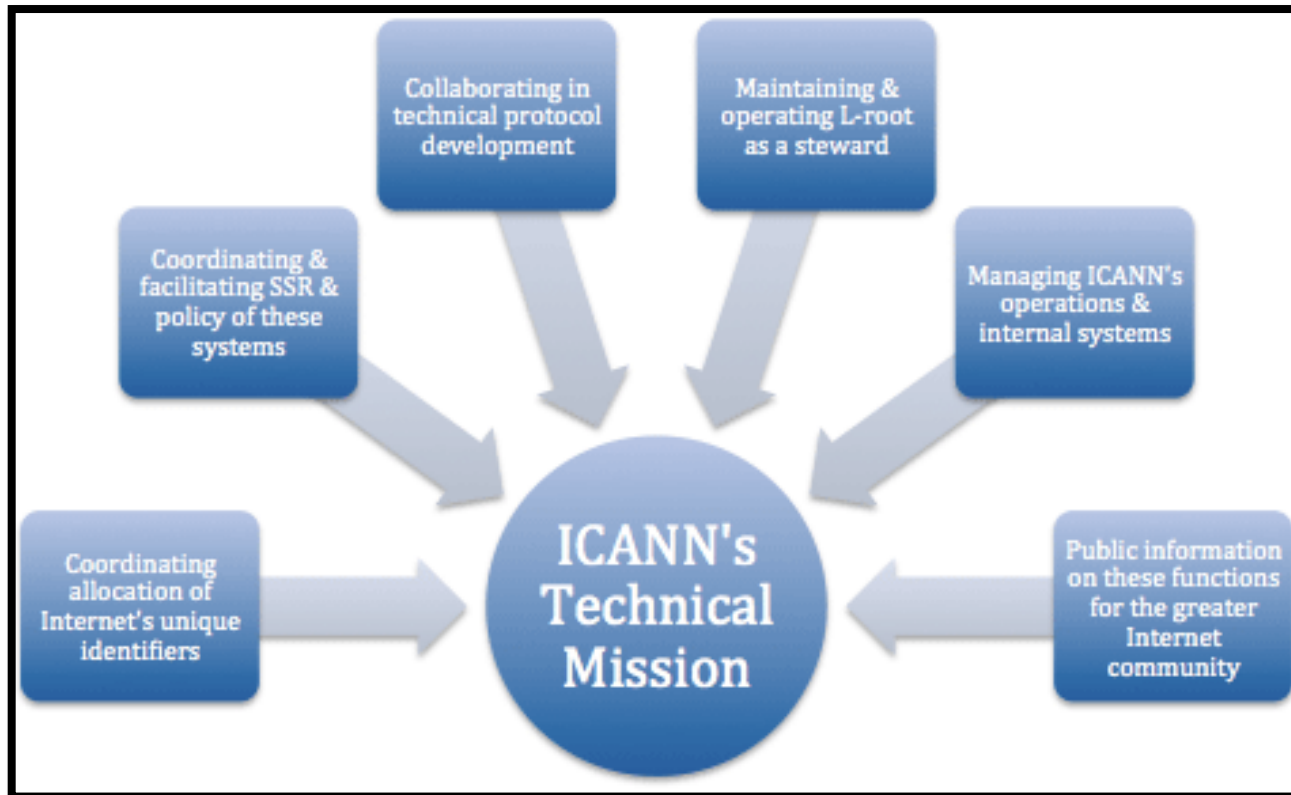 Collaborating in
technical protocol
development
Maintaining &
operating L-root
as a steward
Coordinating &
facilitating SSR &
policy of these
systems
Managing ICANN's
operations &
internal systems
Coordinating
allocation of
Internet's unique
identifiers
ICANN's
Technical
Mission
Public information
on these functions
for the greater
Internet
community